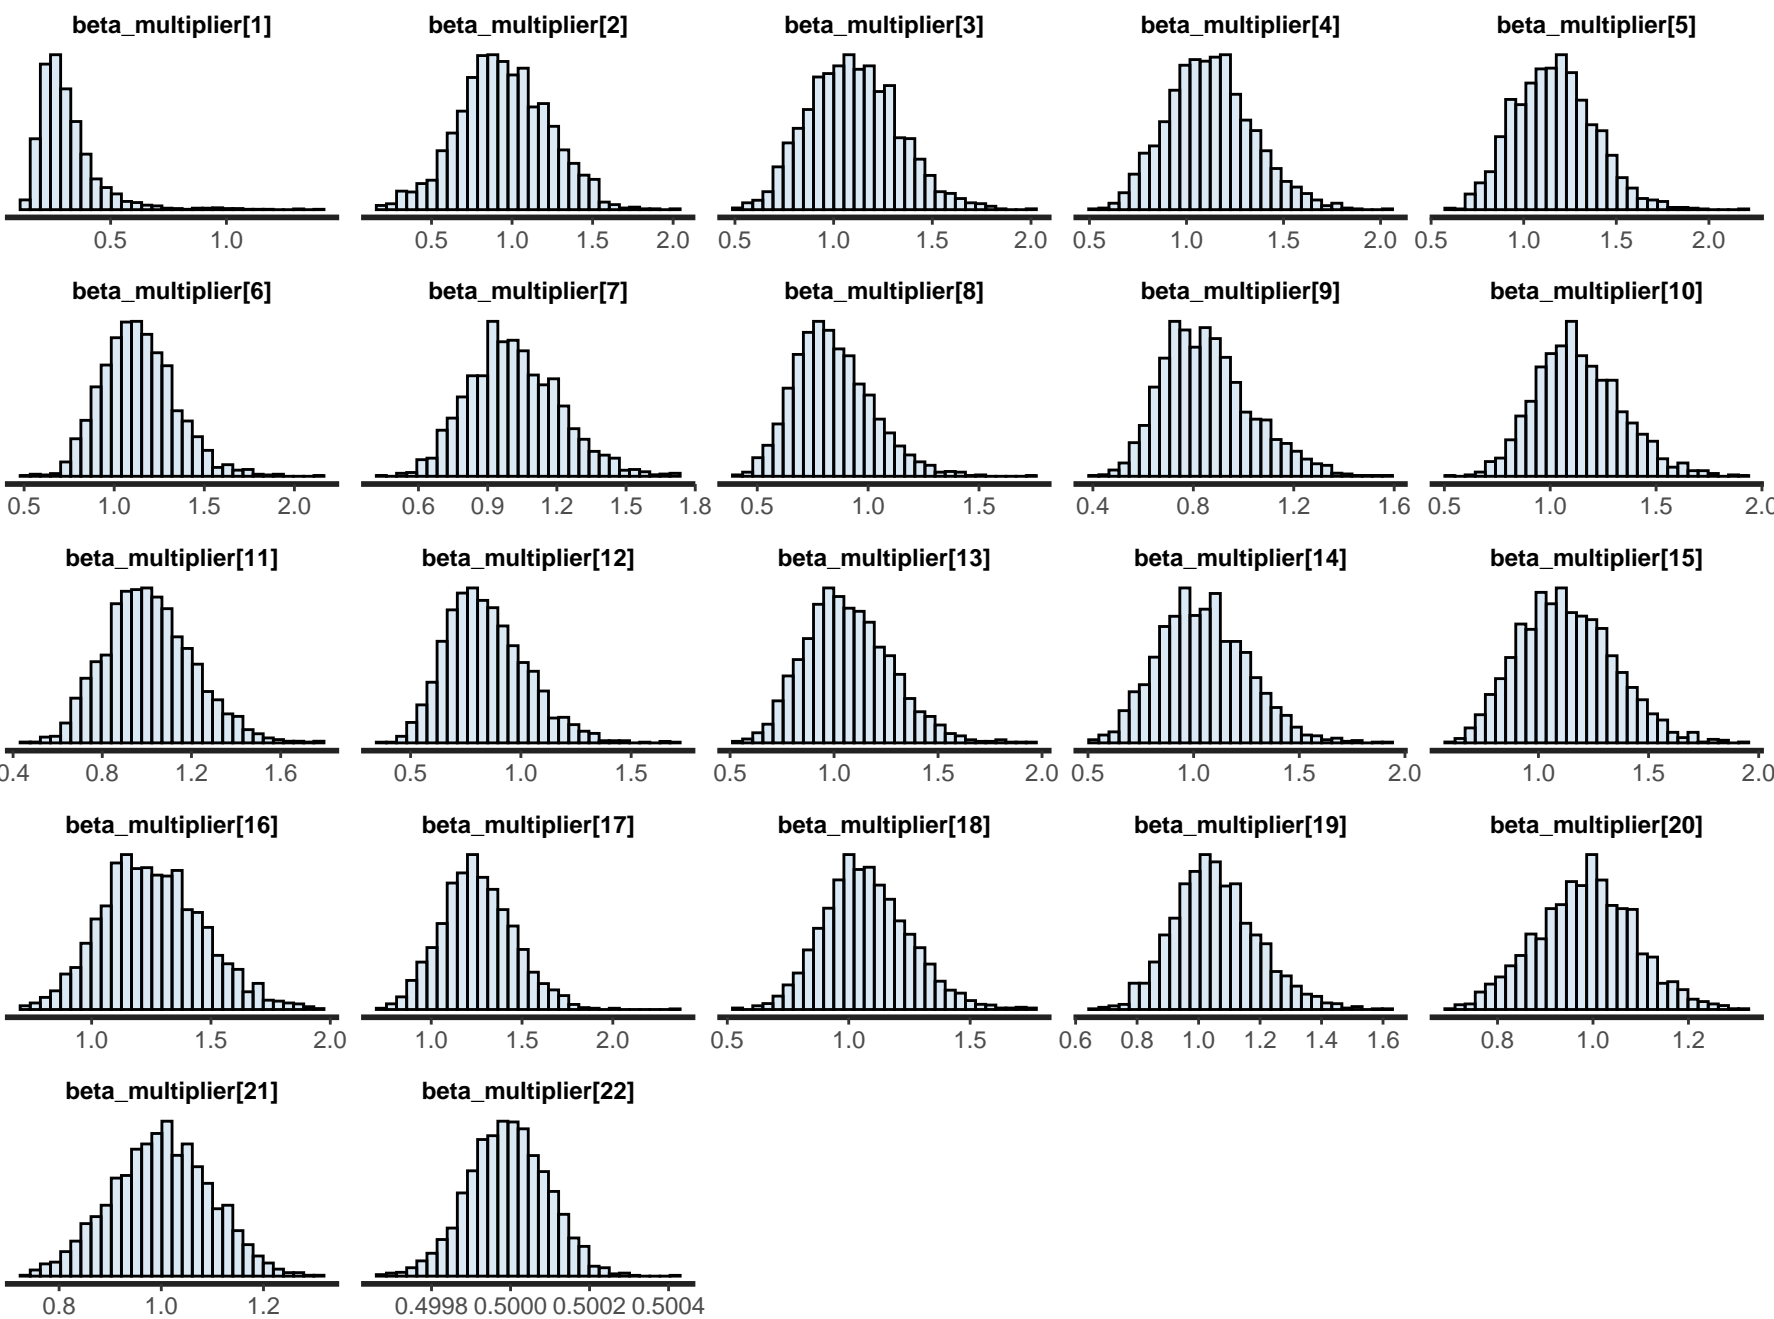 beta_multiplier[1] beta_multiplier[2] beta_multiplier[3] beta_multiplier[4] beta_multiplier[5]
0.5 1.0 0.5 1.0 1.5 2.0 0.5 1.0 1.5 2.0 0.5 1.0 1.5 2.0 0.5 1.0 1.5 2.0
beta_multiplier[6] beta_multiplier[7] beta_multiplier[8] beta_multiplier[9] beta_multiplier[10]
0.5 1.0 1.5 2.0 0.6 0.9 1.2 1.5 1.8 0.5 1.0 1.5 0.4 0.8 1.2 1.6 0.5 1.0 1.5 2.0
beta_multiplier[11] beta_multiplier[12] beta_multiplier[13] beta_multiplier[14] beta_multiplier[15]
0.4 0.8 1.2 1.6 0.5 1.0 1.5 0.5 1.0 1.5 2.0 0.5 1.0 1.5 2.0 1.0 1.5 2.0
beta_multiplier[16] beta_multiplier[17] beta_multiplier[18] beta_multiplier[19] beta_multiplier[20]
1.0 1.5 2.0 1.0 1.5 2.0 0.5 1.0 1.5 0.6 0.8 1.0 1.2 1.4 1.6 0.8 1.0 1.2
beta_multiplier[21] beta_multiplier[22]
0.8 1.0 1.2 0.4998 0.5000 0.5002 0.5004